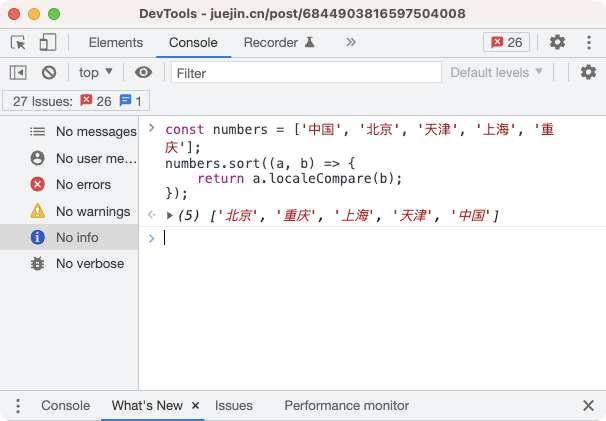 DevTools - juejin.cn/post/6844903816597504008
Elements Console Recorder 26
top Filter Default levels
27 Issues: 26 1
No messages
No user me…
No errors
No warnings
No info
No verbose
const numbers = ['中国', '北京', '天津', '上海', '重
庆'];
numbers.sort((a, b) => {
    return a.localeCompare(b);
});
(5) ['北京', '重庆', '上海', '天津', '中国']
Console What's New Issues Performance monitor